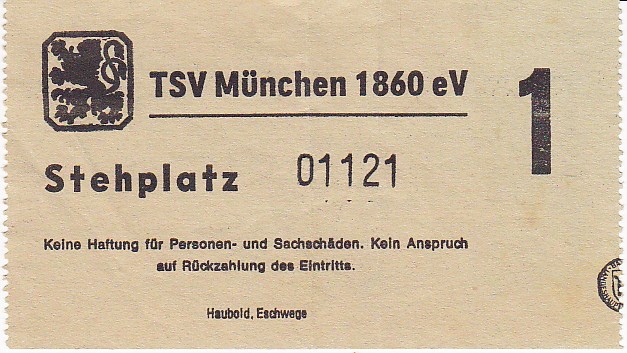 TSV München 1860 eV
1
Stehplatz 01121
Keine Haftung für Personen- und Sachschäden. Kein Anspruch
auf Rückzahlung des Eintritts.
Haubold, Eschwege